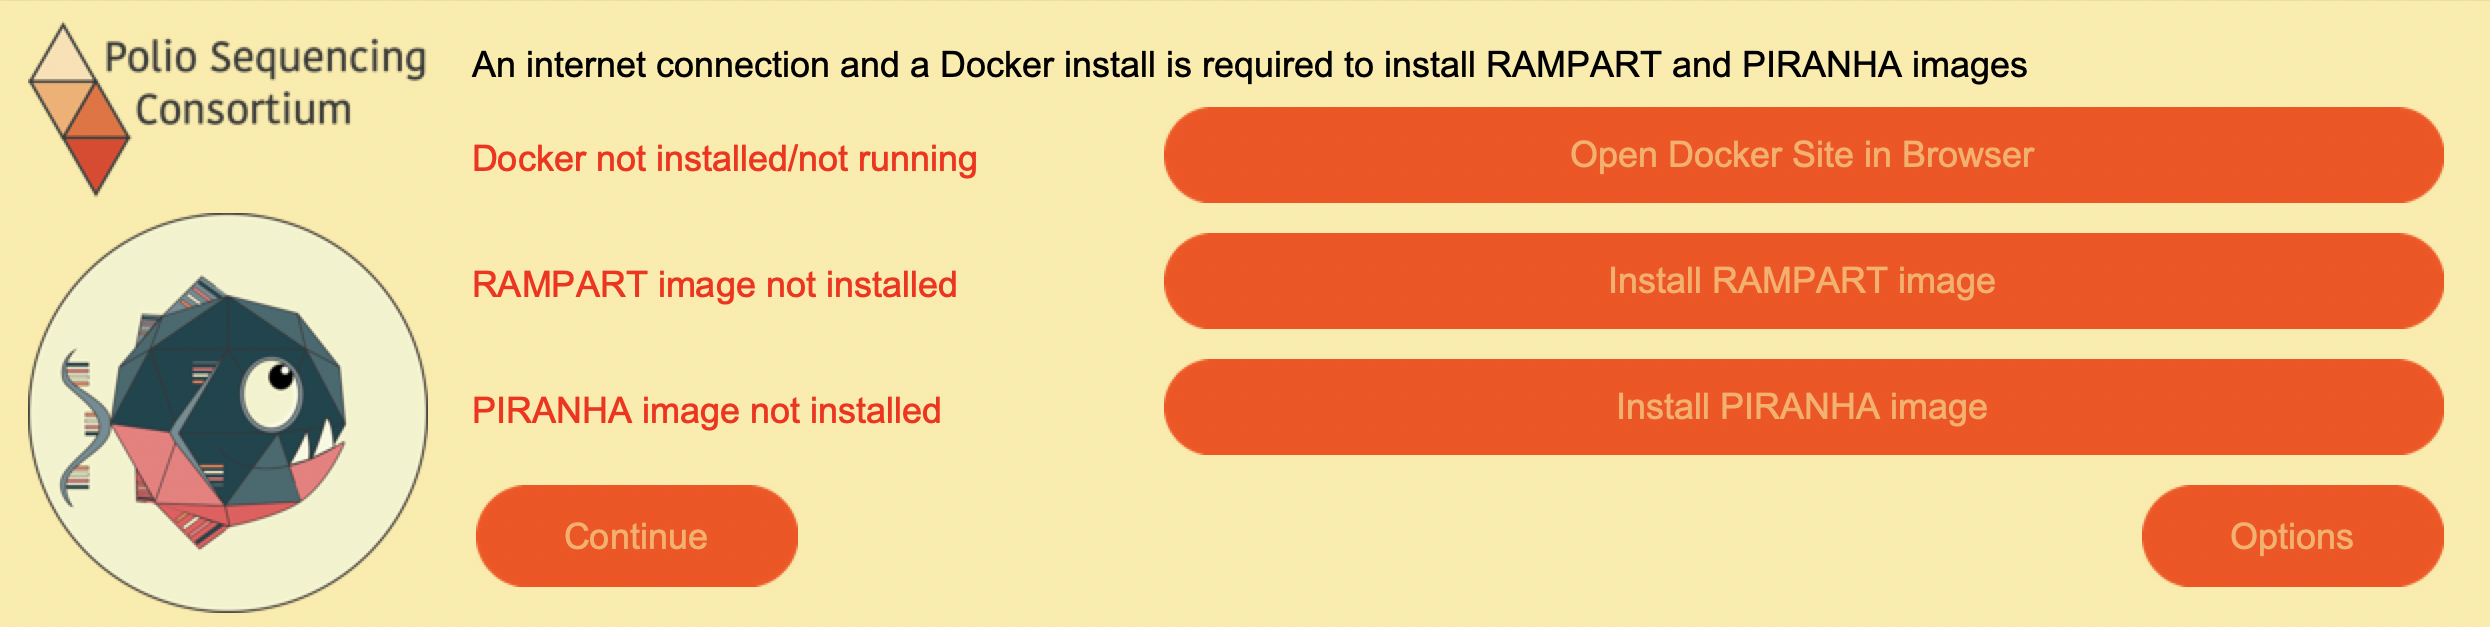 Polio Sequencing
Consortium
An internet connection and a Docker install is required to install RAMPART and PIRANHA images
Docker not installed/not running
Open Docker Site in Browser
RAMPART image not installed
Install RAMPART image
PIRANHA image not installed
Install PIRANHA image
Continue
Options